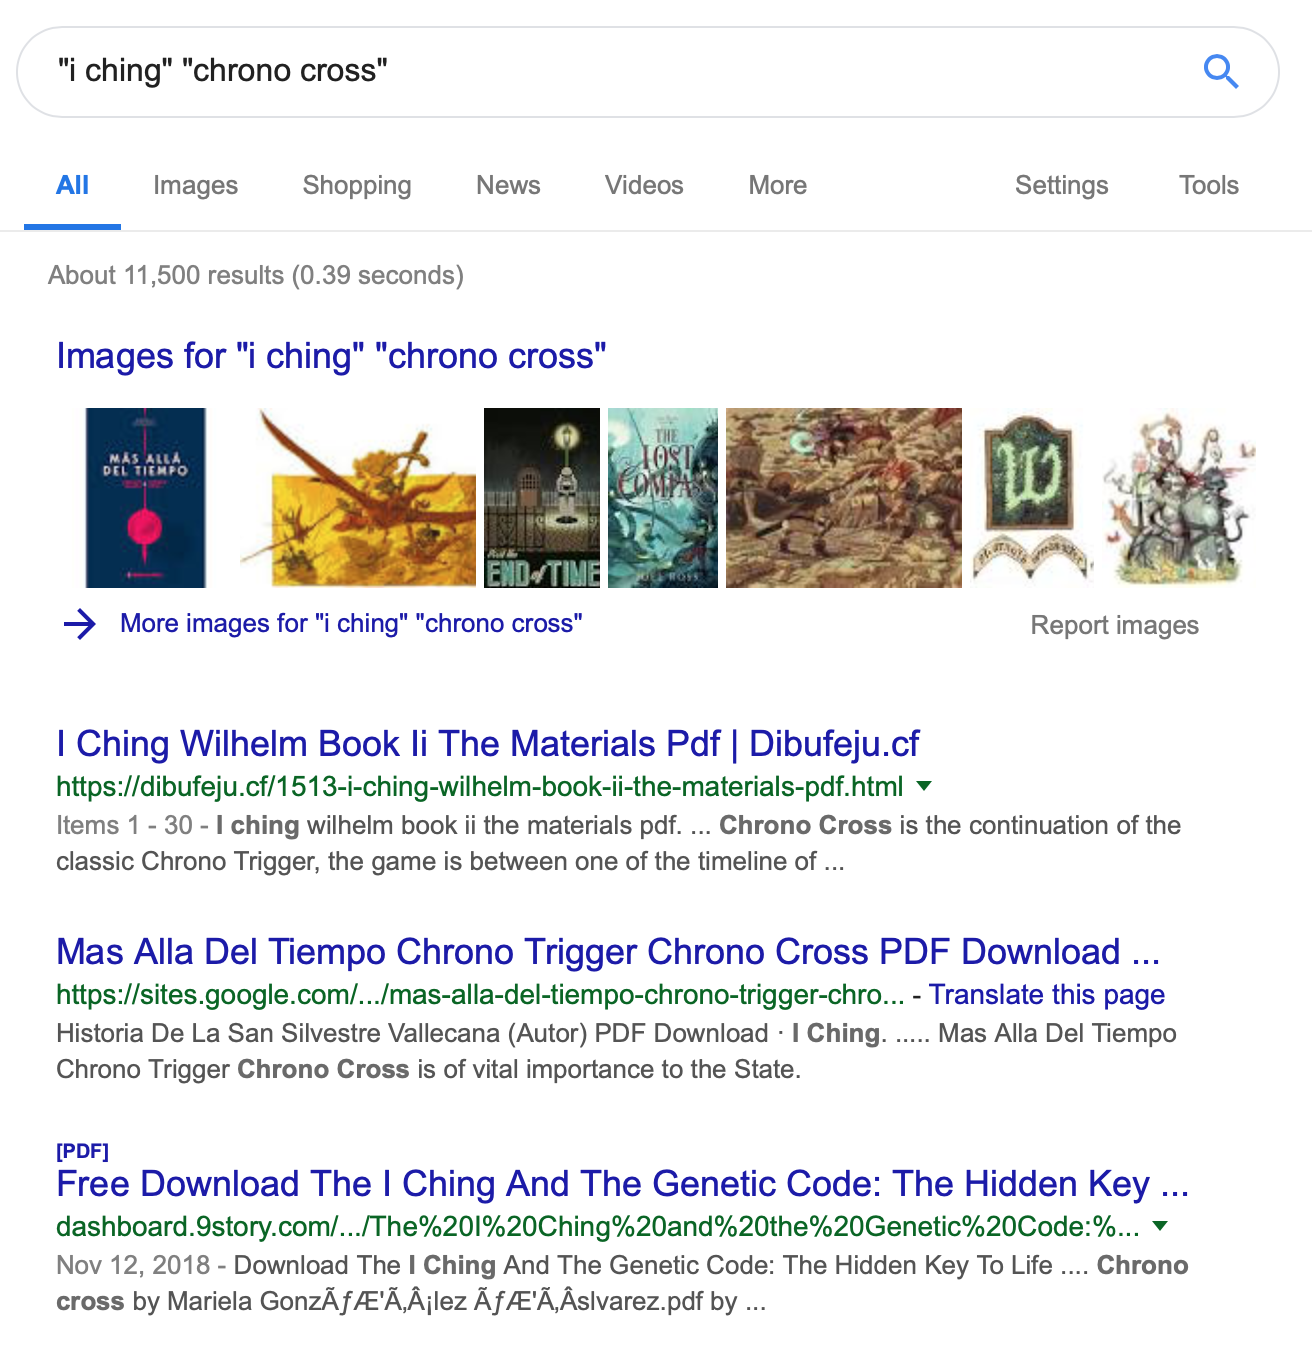 "i ching" "chrono cross"
All Images Shopping News Videos More Settings Tools
About 11,500 results (0.39 seconds)
Images for "i ching" "chrono cross"
MÁS ALLÁ
DEL TIEMPO
END of TIME
THE
LOST
COMPASS
JOEL ROSS
W
More images for "i ching" "chrono cross"
Report images
I Ching Wilhelm Book Ii The Materials Pdf | Dibufeju.cf
https://dibufeju.cf/1513-i-ching-wilhelm-book-ii-the-materials-pdf.html
Items 1 - 30 - I ching wilhelm book ii the materials pdf. ... Chrono Cross is the continuation of the
classic Chrono Trigger, the game is between one of the timeline of ...
Mas Alla Del Tiempo Chrono Trigger Chrono Cross PDF Download ...
https://sites.google.com/.../mas-alla-del-tiempo-chrono-trigger-chro... - Translate this page
Historia De La San Silvestre Vallecana (Autor) PDF Download · I Ching. ..... Mas Alla Del Tiempo
Chrono Trigger Chrono Cross is of vital importance to the State.
[PDF]
Free Download The I Ching And The Genetic Code: The Hidden Key ...
dashboard.9story.com/.../The%20I%20Ching%20and%20the%20Genetic%20Code:%...
Nov 12, 2018 - Download The I Ching And The Genetic Code: The Hidden Key To Life .... Chrono
cross by Mariela GonzÃƒÆ'Ã‚Â¡lez ÃƒÆ'Ã‚Âslvarez.pdf by ...